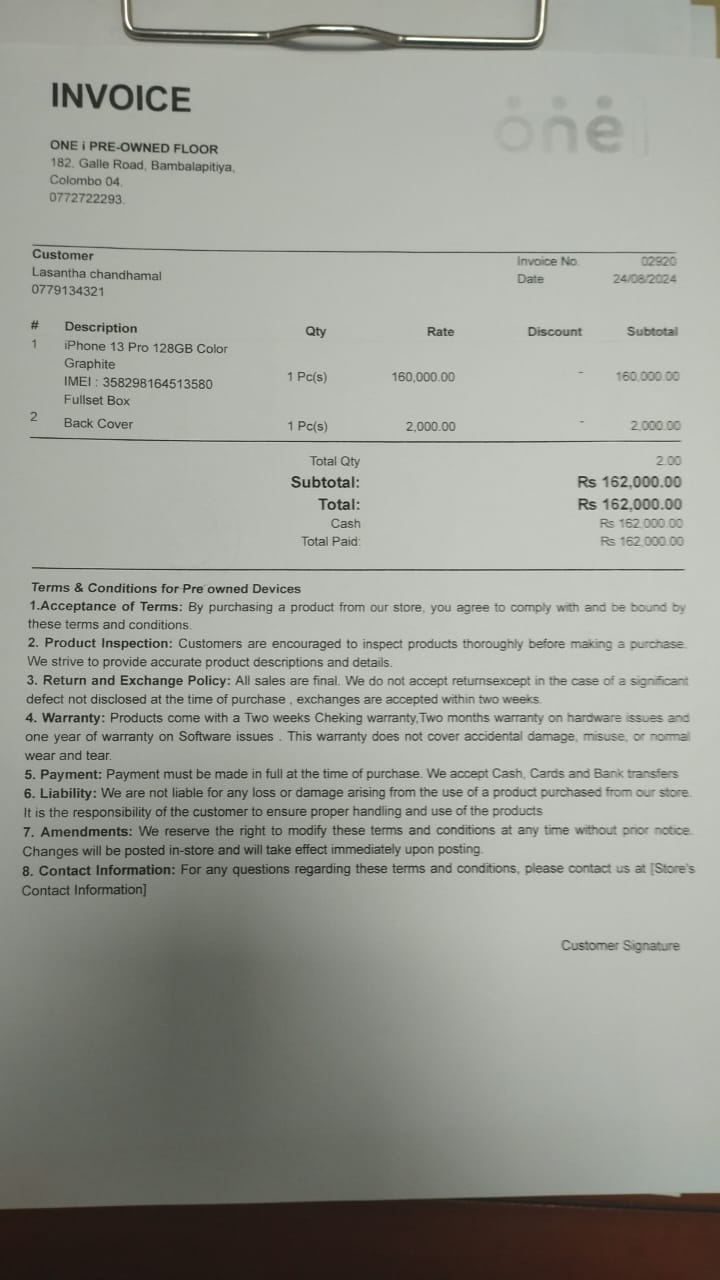 INVOICE
one i
ONE i PRE-OWNED FLOOR
182, Galle Road, Bambalapitiya,
Colombo 04.
0772722293.
Customer
Lasantha chandhamal
0779134321
Invoice No. 02920
Date 24/08/2024
# Description Qty Rate Discount Subtotal
1 iPhone 13 Pro 128GB Color
Graphite
IMEI : 358298164513580 1 Pc(s) 160,000.00 - 160,000.00
Fullset Box
2 Back Cover 1 Pc(s) 2,000.00 - 2,000.00
Total Qty 2.00
Subtotal: Rs 162,000.00
Total: Rs 162,000.00
Cash Rs 162,000.00
Total Paid: Rs 162,000.00
Terms & Conditions for Pre owned Devices
1.Acceptance of Terms: By purchasing a product from our store, you agree to comply with and be bound by
these terms and conditions.
2. Product Inspection: Customers are encouraged to inspect products thoroughly before making a purchase.
We strive to provide accurate product descriptions and details.
3. Return and Exchange Policy: All sales are final. We do not accept returnsexcept in the case of a significant
defect not disclosed at the time of purchase , exchanges are accepted within two weeks.
4. Warranty: Products come with a Two weeks Cheking warranty,Two months warranty on hardware issues and
one year of warranty on Software issues . This warranty does not cover accidental damage, misuse, or normal
wear and tear.
5. Payment: Payment must be made in full at the time of purchase. We accept Cash, Cards and Bank transfers
6. Liability: We are not liable for any loss or damage arising from the use of a product purchased from our store.
It is the responsibility of the customer to ensure proper handling and use of the products
7. Amendments: We reserve the right to modify these terms and conditions at any time without prior notice.
Changes will be posted in-store and will take effect immediately upon posting.
8. Contact Information: For any questions regarding these terms and conditions, please contact us at [Store's
Contact Information]
Customer Signature